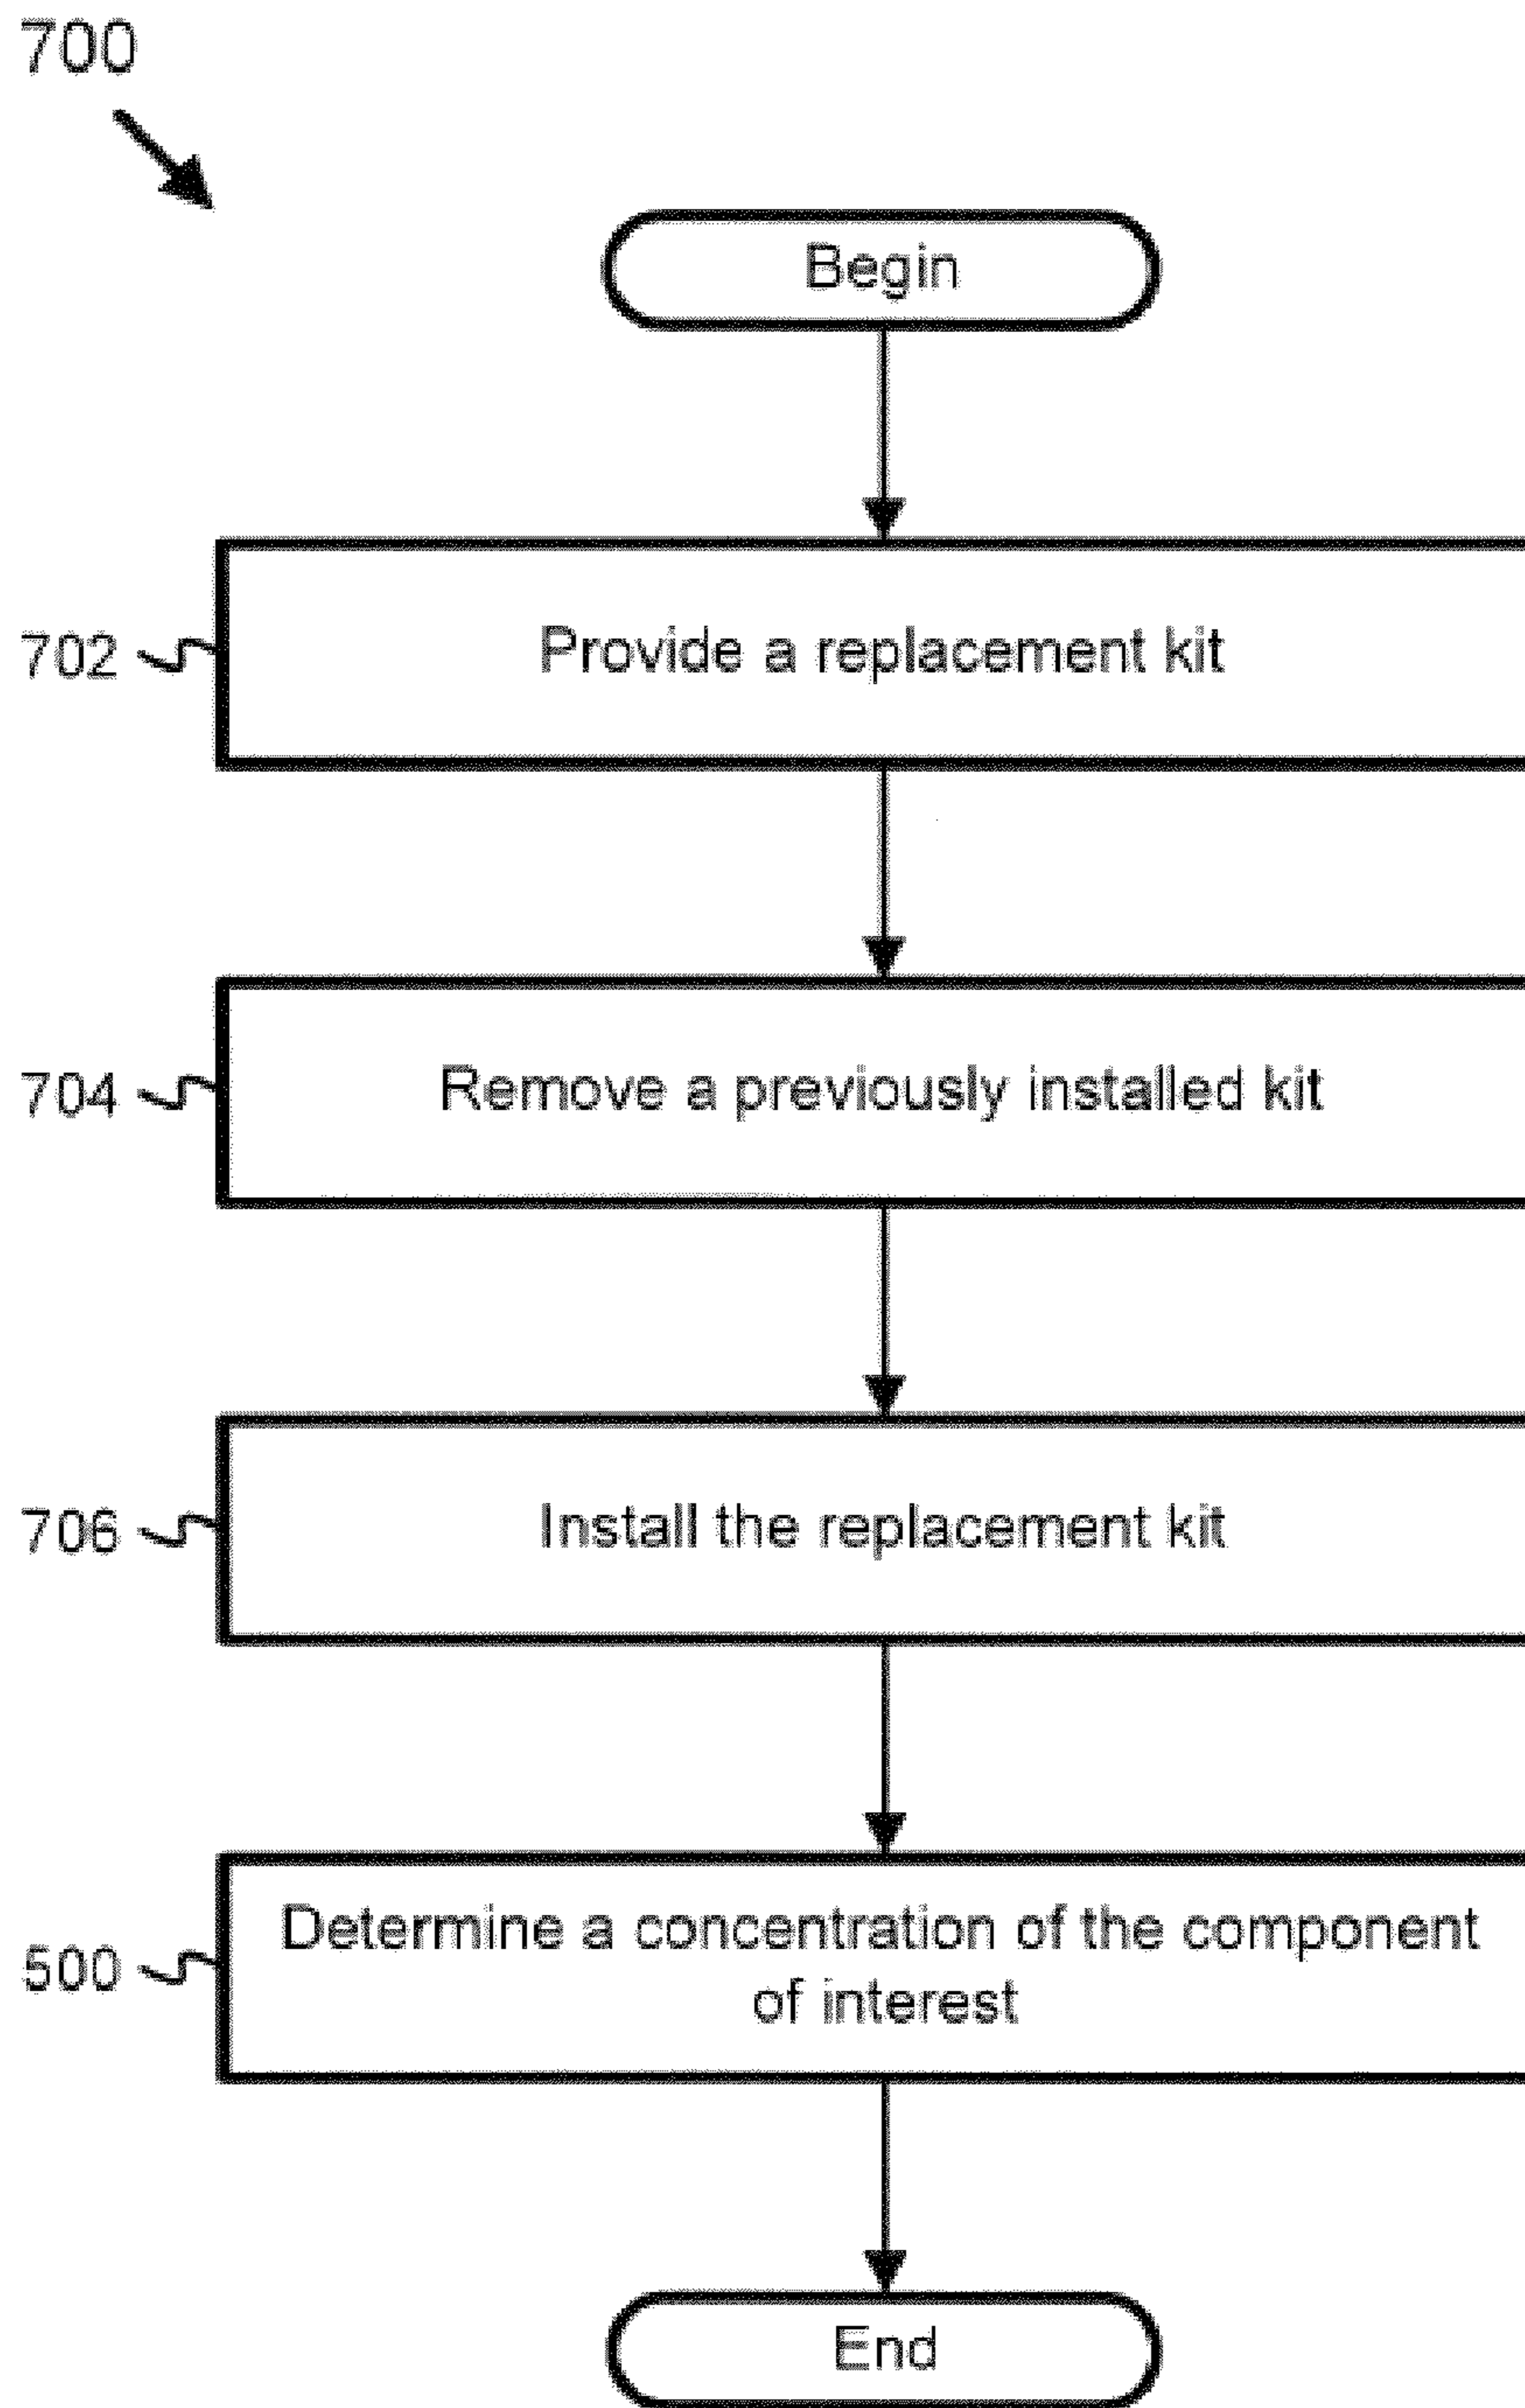 700
Begin
702
Provide a replacement kit
704
Remove a previously installed kit
706
Install the replacement kit
500
Determine a concentration of the component
of interest
End